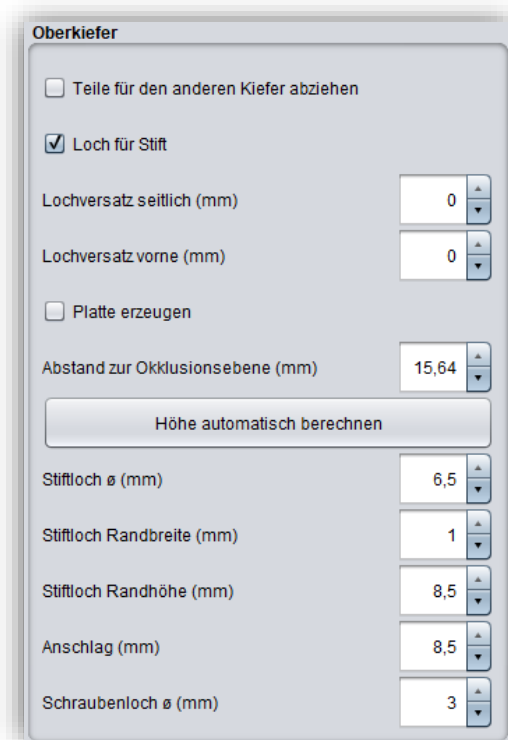 Oberkiefer
Teile für den anderen Kiefer abziehen
Loch für Stift
Lochversatz seitlich (mm) 0
Lochversatz vorne (mm) 0
Platte erzeugen
Abstand zur Okklusionsebene (mm) 15,64
Höhe automatisch berechnen
Stiftloch ø (mm) 6,5
Stiftloch Randbreite (mm) 1
Stiftloch Randhöhe (mm) 8,5
Anschlag (mm) 8,5
Schraubenloch ø (mm) 3